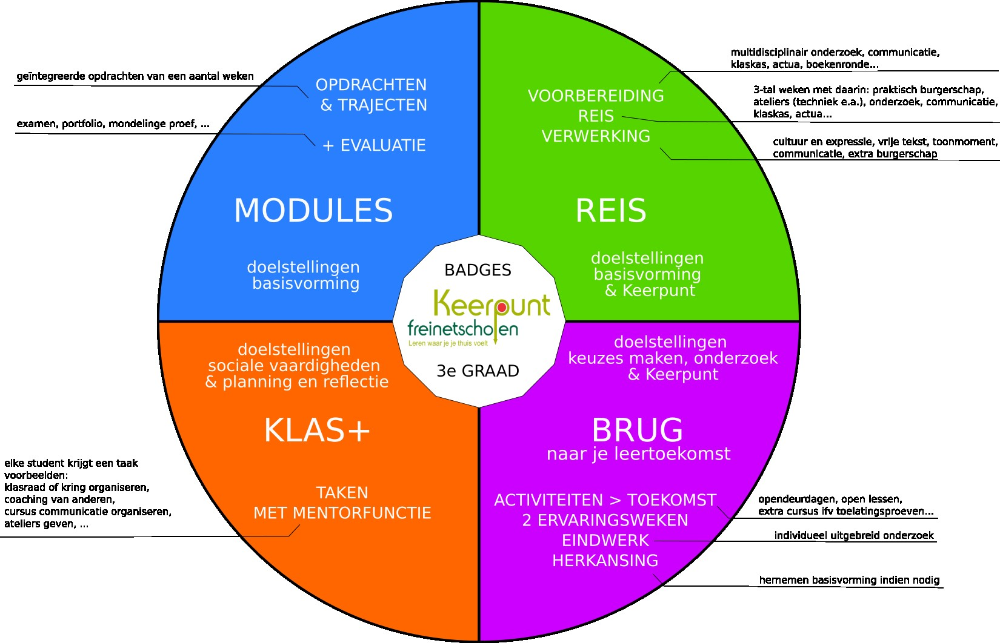 geïntegreerde opdrachten van een aantal weken
OPDRACHTEN
& TRAJECTEN
examen, portfolio, mondelinge proef, ...
+ EVALUATIE
MODULES
doelstellingen
basisvorming
multidisciplinair onderzoek, communicatie,
klaskas, actua, boekenronde...
VOORBEREIDING
REIS
VERWERKING
3-tal weken met daarin: praktisch burgerschap,
ateliers (techniek e.a.), onderzoek, communicatie,
klaskas, actua...
cultuur en expressie, vrije tekst, toonmoment,
communicatie, extra burgerschap
REIS
doelstellingen
basisvorming
& Keerpunt
BADGES
Keerpunt
freinetscholen
Leren waar je je thuis voelt
3e GRAAD
doelstellingen
sociale vaardigheden
& planning en reflectie
KLAS+
elke student krijgt een taak
voorbeelden:
klasraad of kring organiseren,
coaching van anderen,
cursus communicatie organiseren,
ateliers geven, ...
TAKEN
MET MENTORFUNCTIE
doelstellingen
keuzes maken, onderzoek
& Keerpunt
BRUG
naar je leertoekomst
ACTIVITEITEN > TOEKOMST
2 ERVARINGSWEKEN
EINDWERK
HERKANSING
opendeurdagen, open lessen,
extra cursus ifv toelatingsproeven...
individueel uitgebreid onderzoek
hernemen basisvorming indien nodig